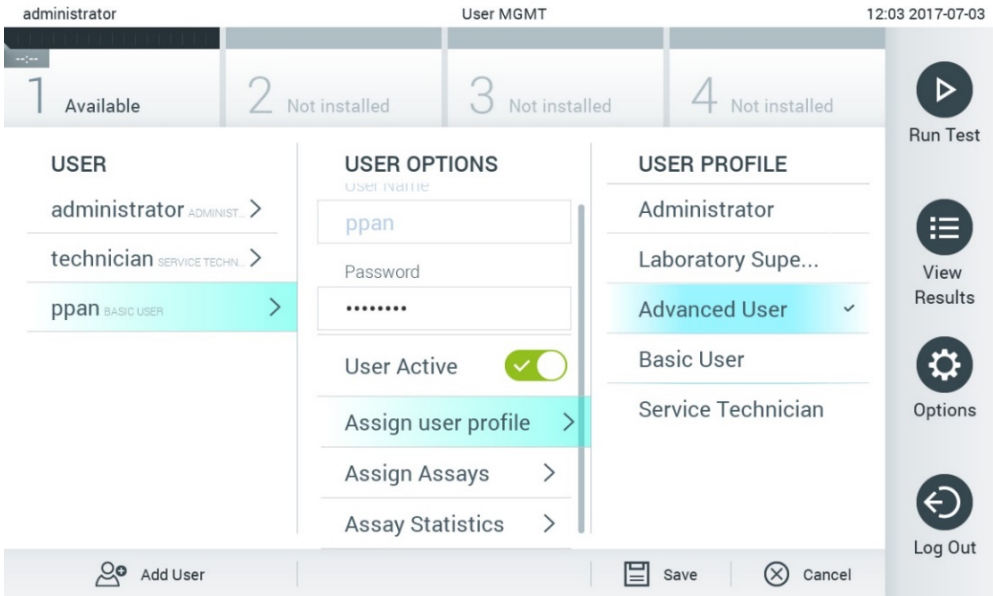 administrator User MGMT 12:03 2017-07-03
--:--
1 Available
2 Not installed
3 Not installed
4 Not installed
Run Test
View
Results
Options
Log Out
USER
administrator ADMINIST... >
technician SERVICE TECHN... >
ppan BASIC USER >
USER OPTIONS
User Name
ppan
Password
••••••••
User Active
Assign user profile >
Assign Assays >
Assay Statistics >
USER PROFILE
Administrator
Laboratory Supe...
Advanced User
Basic User
Service Technician
Add User
Save
Cancel